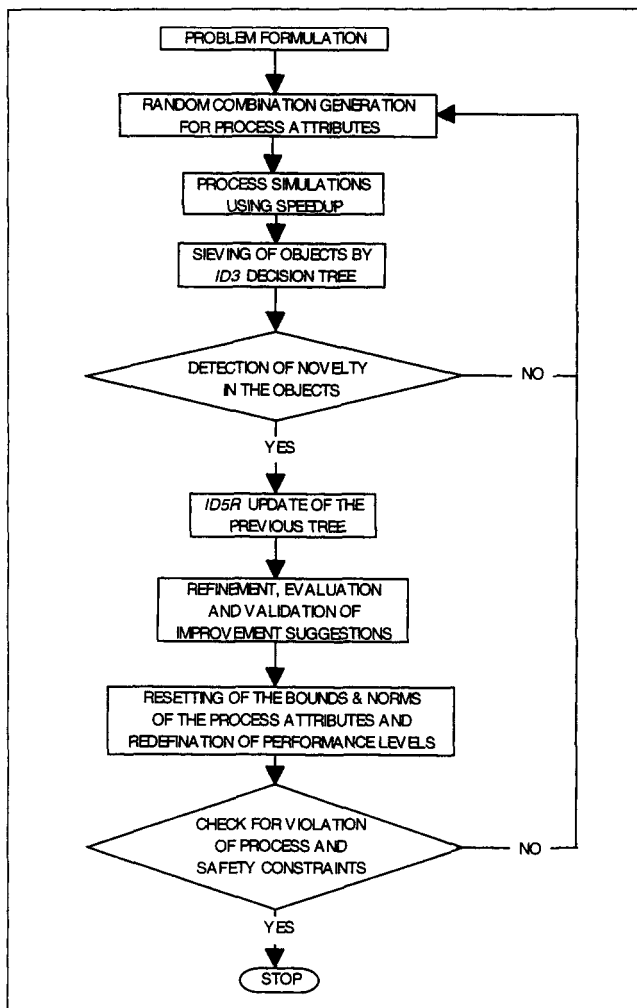 PROBLEM FORMULATION
RANDOM COMBINATION GENERATION
FOR PROCESS ATTRIBUTES
PROCESS SIMULATIONS
USING SPEEDUP
SIEVING OF OBJECTS BY
ID3 DECISION TREE
DETECTION OF NOVELTY
IN THE OBJECTS
NO
YES
ID5R UPDATE OF THE
PREVIOUS TREE
REFINEMENT, EVALUATION
AND VALIDATION OF
IMPROVEMENT SUGGESTIONS
RESETTING OF THE BOUNDS & NORMS
OF THE PROCESS ATTRIBUTES AND
REDEFINATION OF PERFORMANCE LEVELS
CHECK FOR VIOLATION
OF PROCESS AND
SAFETY CONSTRAINTS
NO
YES
STOP